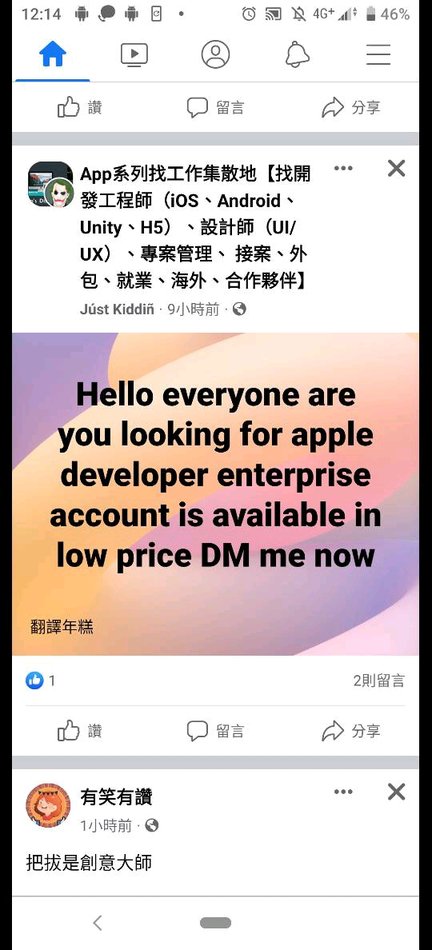 12:14
4G+
46%
讚
留言
分享
App系列找工作集散地【找開
發工程師（iOS、Android、
Unity、H5）、設計師（UI/
UX）、專案管理、 接案、外
包、就業、海外、合作夥伴】
Júst Kiddiñ · 9小時前 ·
Hello everyone are
you looking for apple
developer enterprise
account is available in
low price DM me now
翻譯年糕
1
2則留言
讚
留言
分享
有笑有讚
1小時前 ·
把拔是創意大師